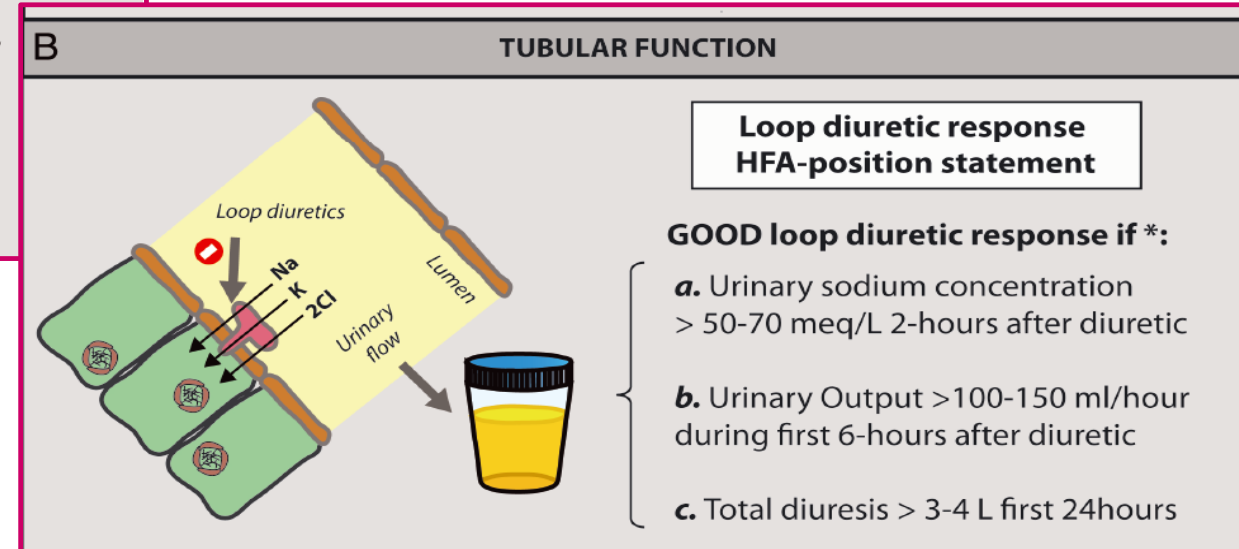 B
TUBULAR FUNCTION
Loop diuretic response
HFA-position statement
Loop diuretics
Na
K
2Cl
Lumen
Urinary
flow
GOOD loop diuretic response if *:
a. Urinary sodium concentration
> 50-70 meq/L 2-hours after diuretic
b. Urinary Output >100-150 ml/hour
during first 6-hours after diuretic
c. Total diuresis > 3-4 L first 24hours